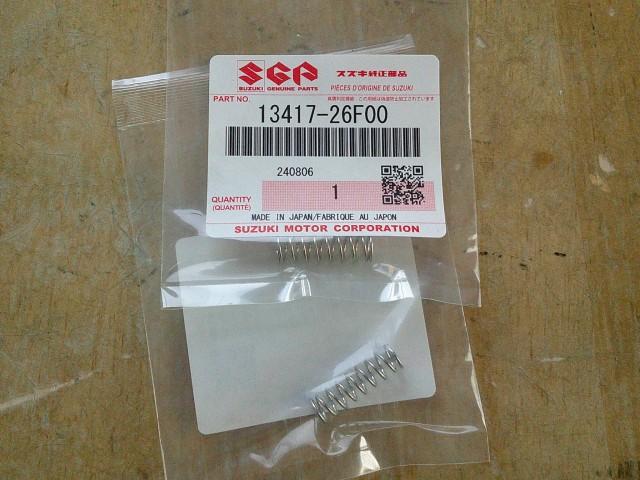 SGP
SUZUKI GENUINE PARTS
スズキ純正部品
PIÈCES D'ORIGINE DE SUZUKI
PART NO.
13417-26F00
240806
QUANTITY
(QUANTITÉ)
1
MADE IN JAPAN/FABRIQUE AU JAPON
SUZUKI MOTOR CORPORATION